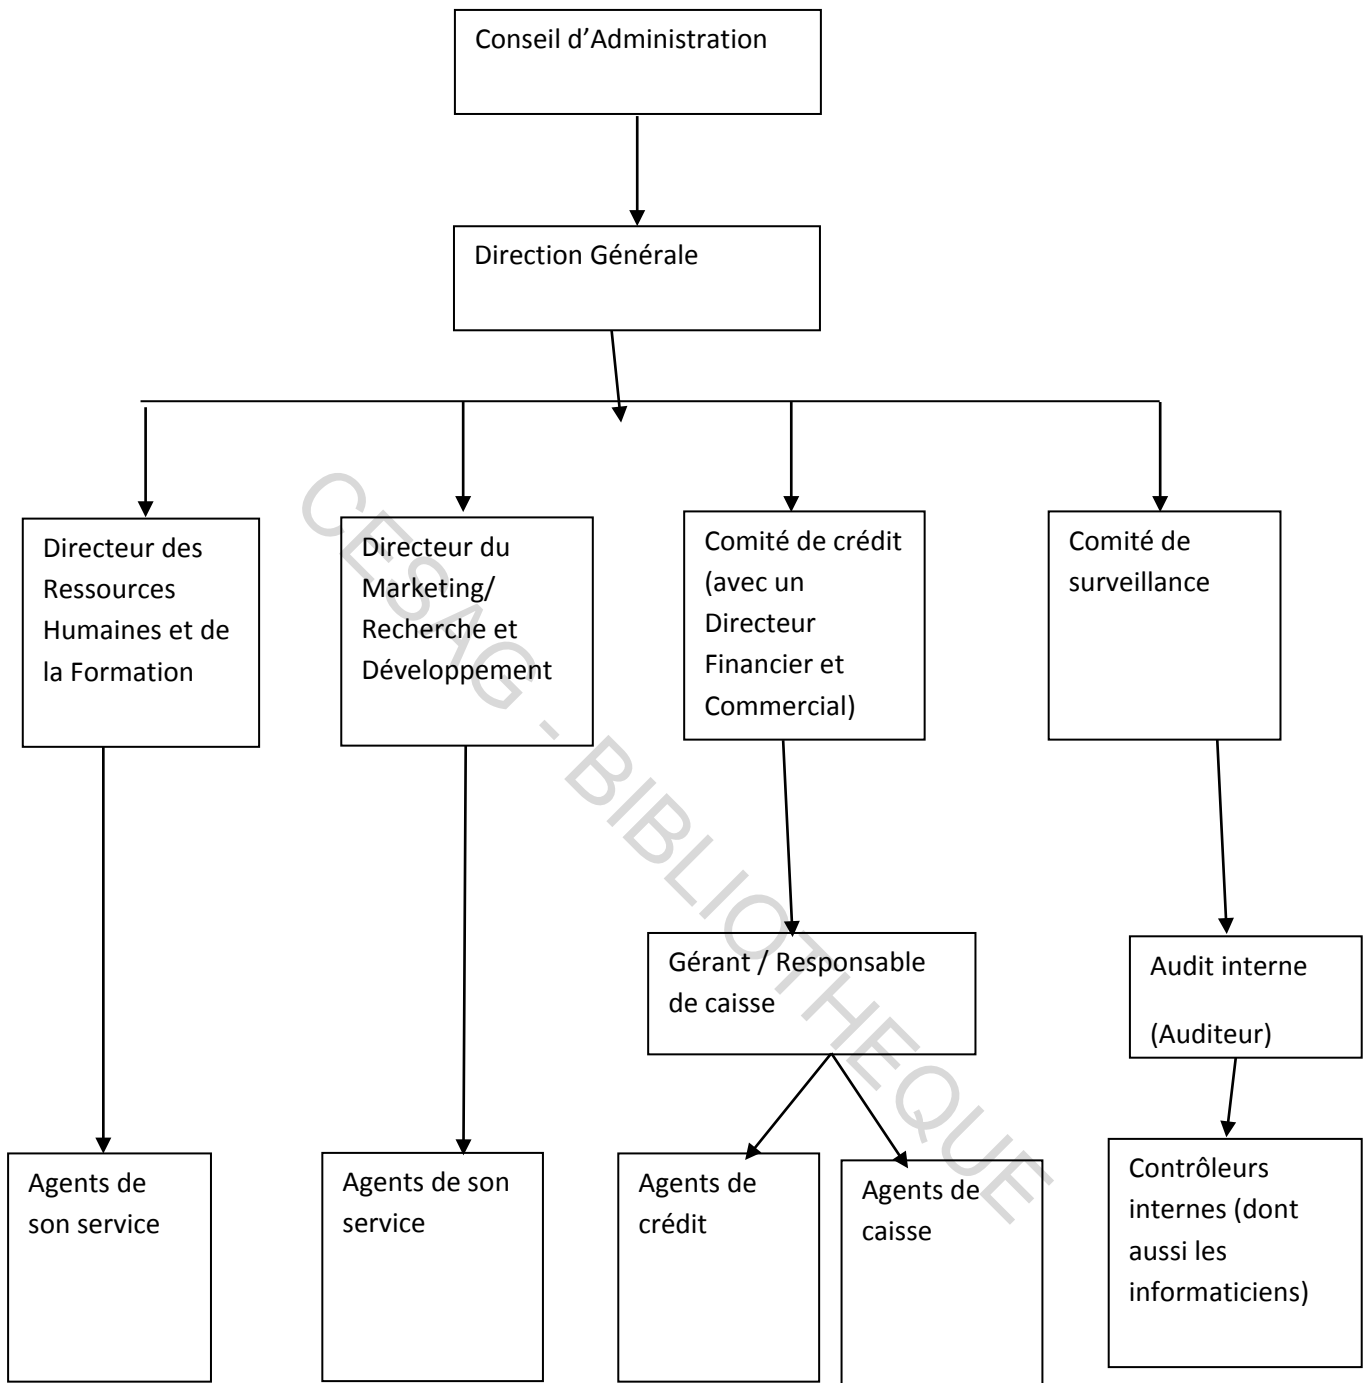 Conseil d’Administration
Direction Générale
Directeur des
Ressources
Humaines et de
la Formation
Directeur du
Marketing/
Recherche et
Développement
Comité de crédit
(avec un
Directeur
Financier et
Commercial)
Comité de
surveillance
Gérant / Responsable
de caisse
Audit interne
(Auditeur)
Agents de
son service
Agents de son
service
Agents de
crédit
Agents de
caisse
Contrôleurs
internes (dont
aussi les
informaticiens)
CESAG - BIBLIOTHEQUE